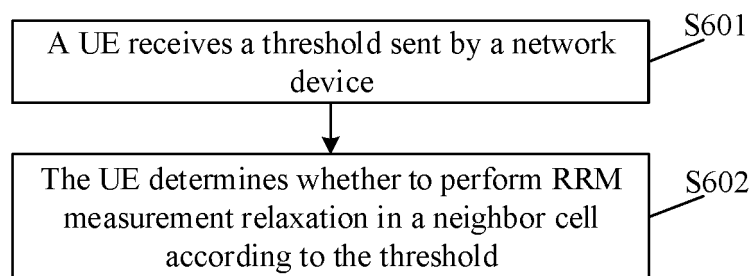 A UE receives a threshold sent by a network
device
S601
The UE determines whether to perform RRM
measurement relaxation in a neighbor cell
according to the threshold
S602